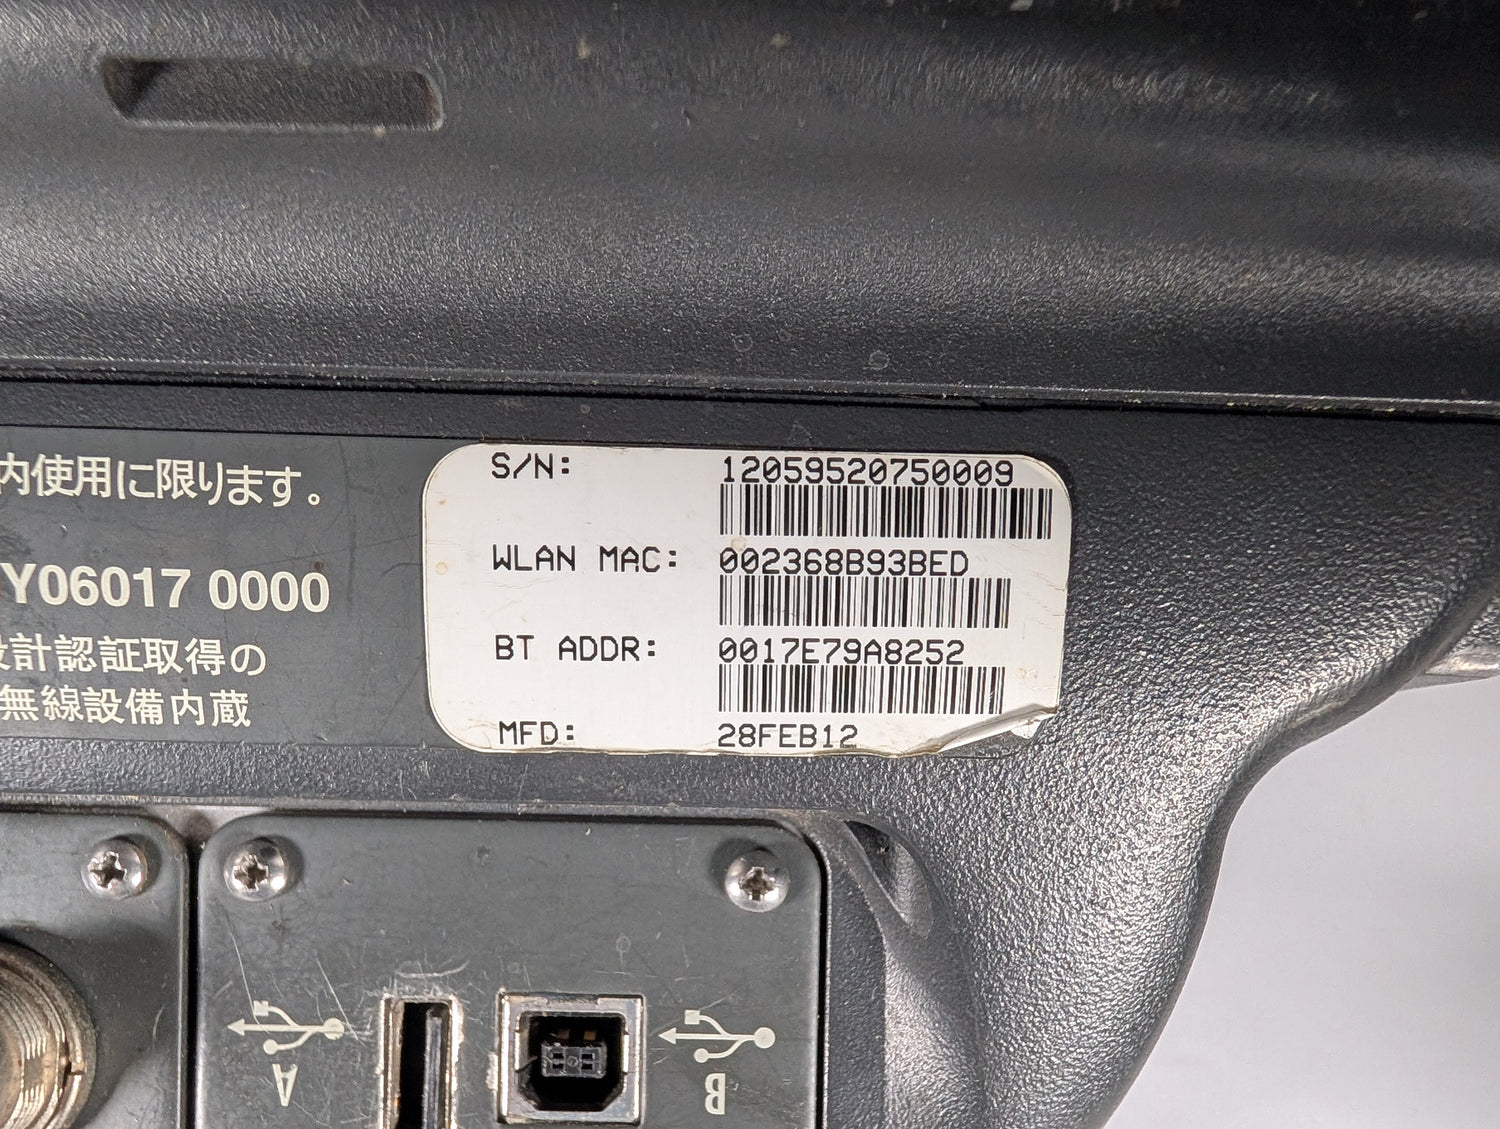 内使用に限ります。
Y06017 0000
設計認証取得の
無線設備内蔵
S/N: 12059520750009
WLAN MAC: 002368B93BED
BT ADDR: 0017E79A8252
MFD: 28FEB12
A
B